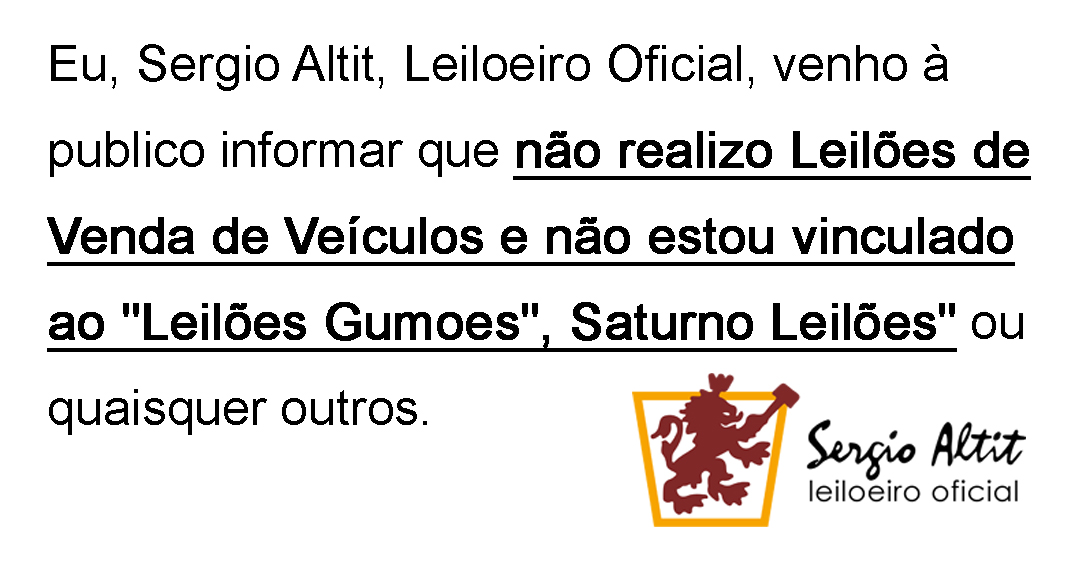 Eu, Sergio Altit, Leiloeiro Oficial, venho à
publico informar que não realizo Leilões de
Venda de Veículos e não estou vinculado
ao "Leilões Gumoes", Saturno Leilões" ou
quaisquer outros.
Sergio Altit
leiloeiro oficial